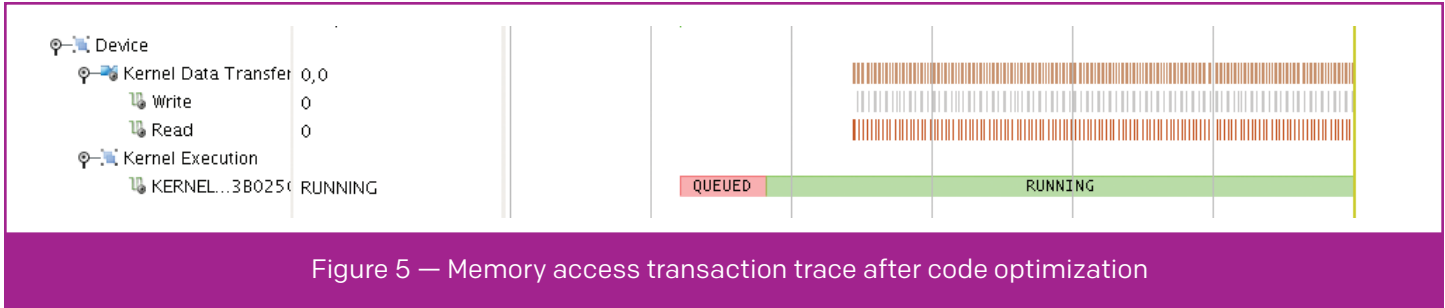 Device
Kernel Data Transfer 0,0
Write 0
Read 0
Kernel Execution
KERNEL...3B025 RUNNING QUEUED RUNNING
Figure 5 — Memory access transaction trace after code optimization